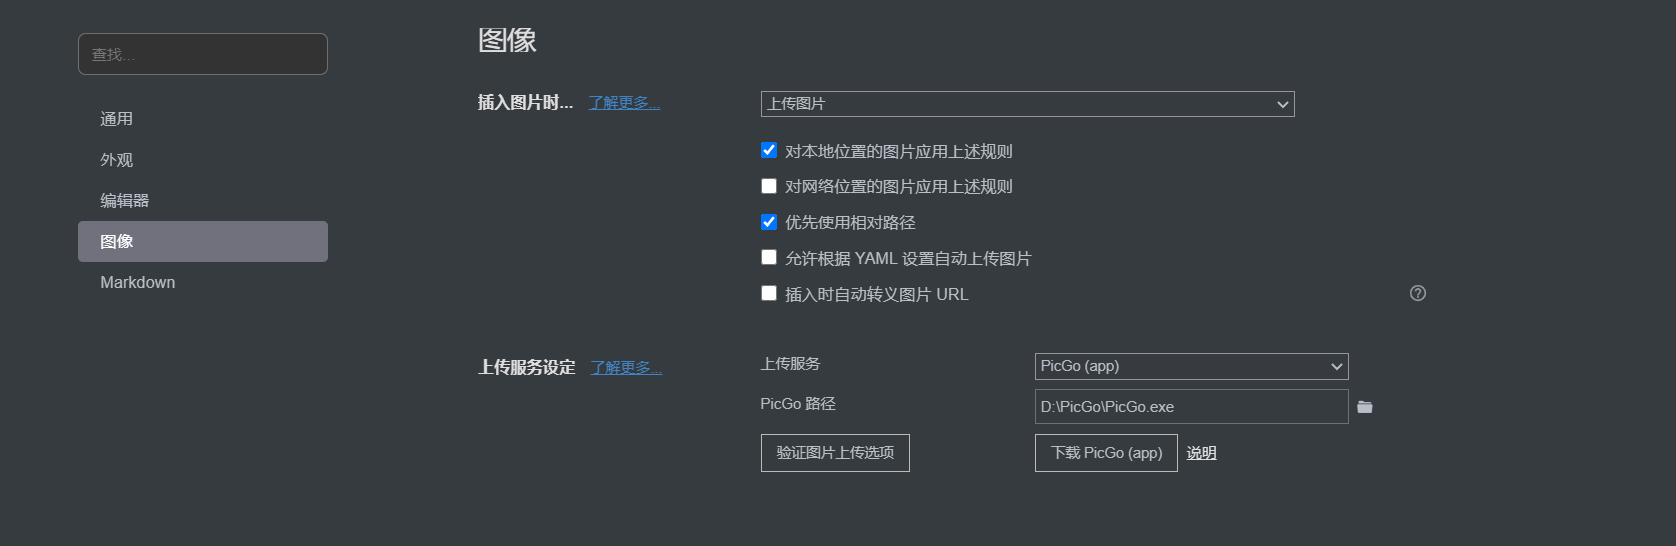 查找...
通用
外观
编辑器
图像
Markdown
图像
插入图片时... 了解更多... 上传图片
对本地位置的图片应用上述规则
对网络位置的图片应用上述规则
优先使用相对路径
允许根据 YAML 设置自动上传图片
插入时自动转义图片 URL
上传服务设定 了解更多... 上传服务 PicGo (app)
PicGo 路径 D:\PicGo\PicGo.exe
验证图片上传选项 下载 PicGo (app) 说明